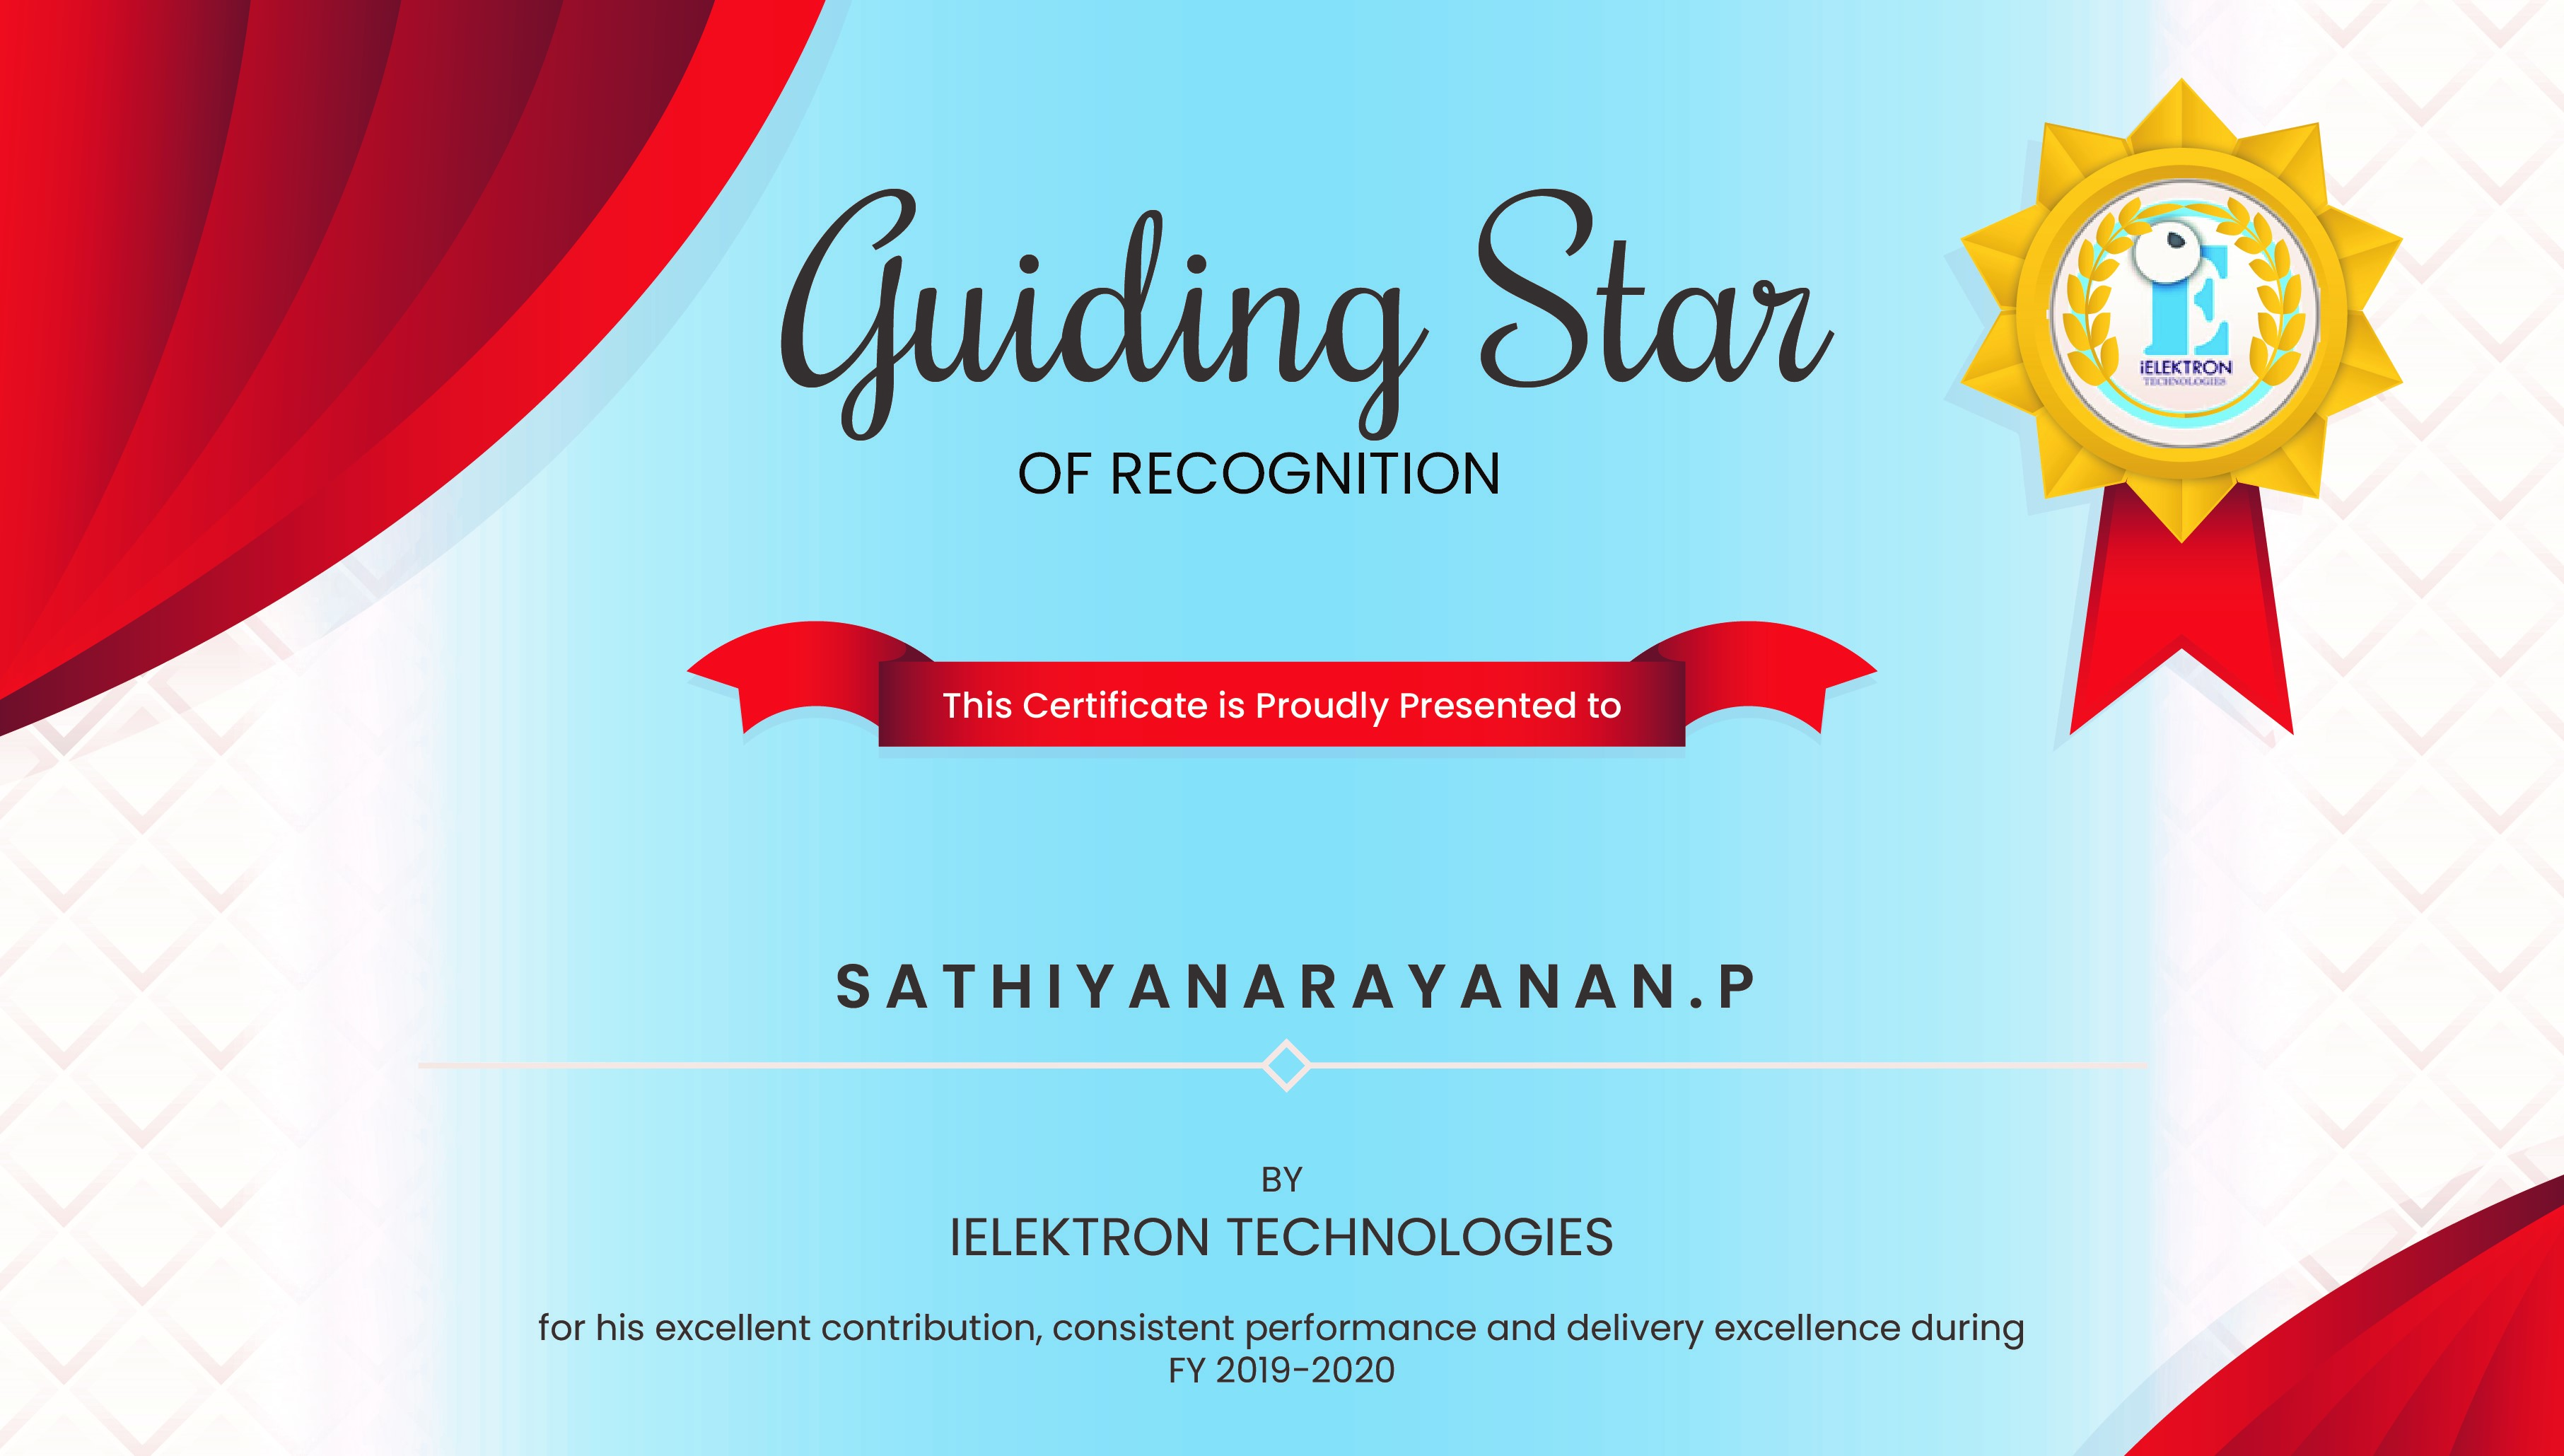 Guiding Star
OF RECOGNITION
iELEKTRON
TECHNOLOGIES
This Certificate is Proudly Presented to
SATHIYANARAYANAN.P
BY
IELEKTRON TECHNOLOGIES
for his excellent contribution, consistent performance and delivery excellence during
FY 2019-2020